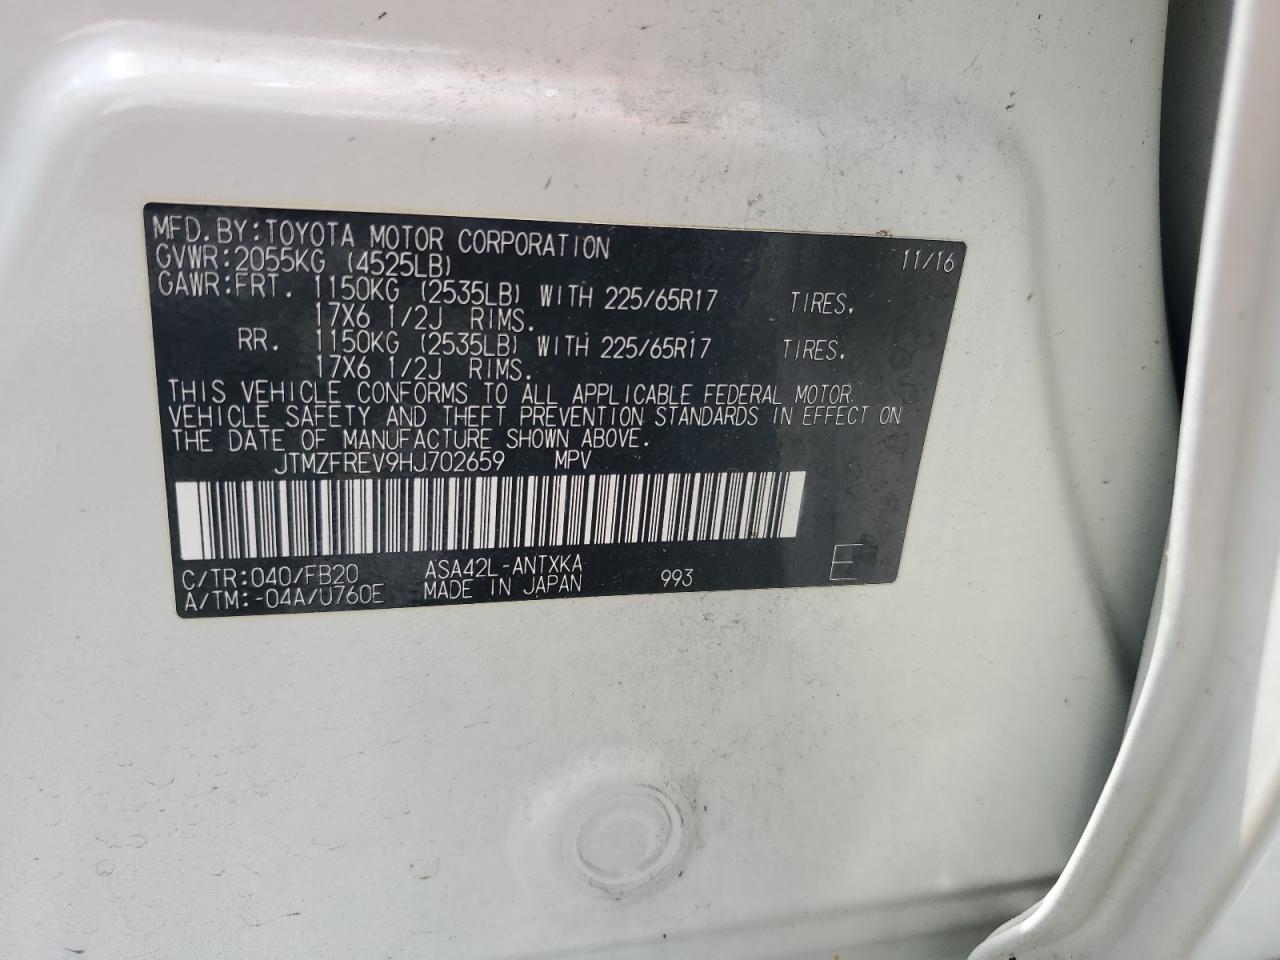 MFD. BY: TOYOTA MOTOR CORPORATION 11/16
GVWR: 2055KG (4525LB)
GAWR: FRT. 1150KG (2535LB) WITH 225/65R17 TIRES.
17X6 1/2J RIMS.
RR. 1150KG (2535LB) WITH 225/65R17 TIRES.
17X6 1/2J RIMS.
THIS VEHICLE CONFORMS TO ALL APPLICABLE FEDERAL MOTOR
VEHICLE SAFETY AND THEFT PREVENTION STANDARDS IN EFFECT ON
THE DATE OF MANUFACTURE SHOWN ABOVE.
JTMZFREV9HJ702659 MPV
C/TR: 040/FB20 ASA42L-ANTXKA
A/TM: -04A/U760E MADE IN JAPAN 993 E